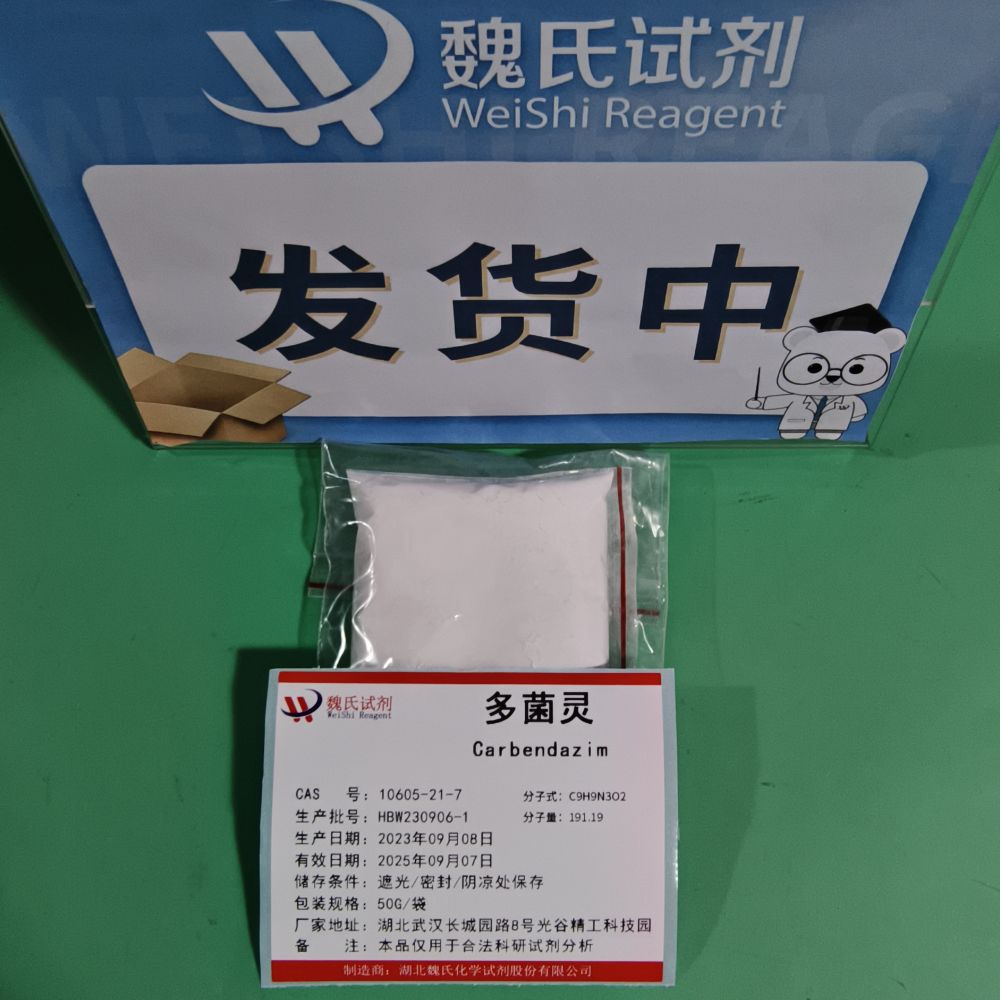 魏氏试剂
WeiShi Reagent
WEISHI REAGE
发货中
魏氏试剂
WeiShi Reagent
多菌灵
Carbendazim
CAS 号：10605-21-7 分子式：C9H9N3O2
生产批号：HBW230906-1 分子量：191.19
生产日期：2023年09月08日
有效日期：2025年09月07日
储存条件：遮光/密封/阴凉处保存
包装规格：50G/袋
厂家地址：湖北武汉长城园路8号光谷精工科技园
备 注：本品仅用于合法科研试剂分析
制造商：湖北魏氏化学试剂股份有限公司